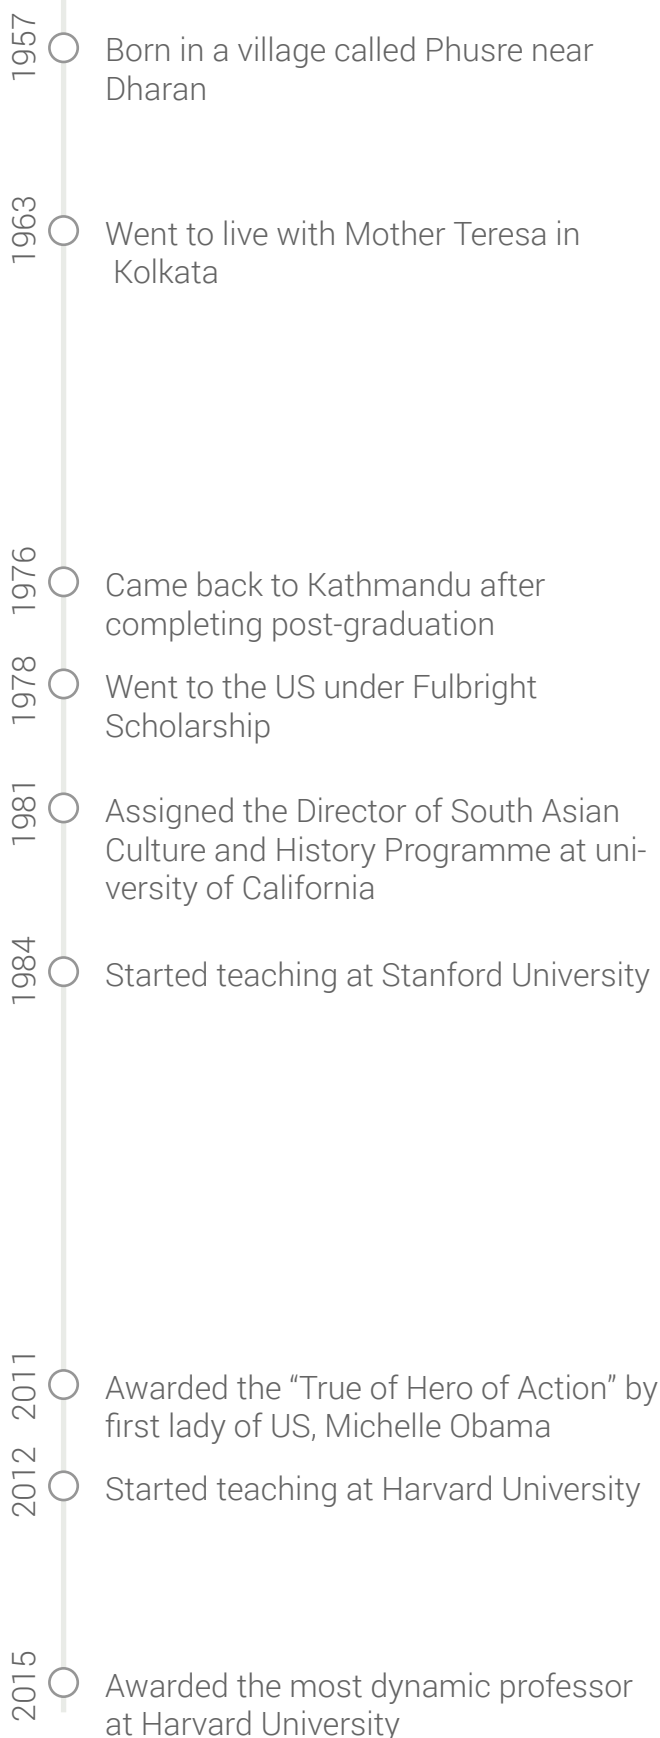 1957
Born in a village called Phusre near
Dharan
1963
Went to live with Mother Teresa in
Kolkata
1976
Came back to Kathmandu after
completing post-graduation
1978
Went to the US under Fulbright
Scholarship
1981
Assigned the Director of South Asian
Culture and History Programme at uni-
versity of California
1984
Started teaching at Stanford University
2011
Awarded the “True of Hero of Action” by
first lady of US, Michelle Obama
2012
Started teaching at Harvard University
2015
Awarded the most dynamic professor
at Harvard University